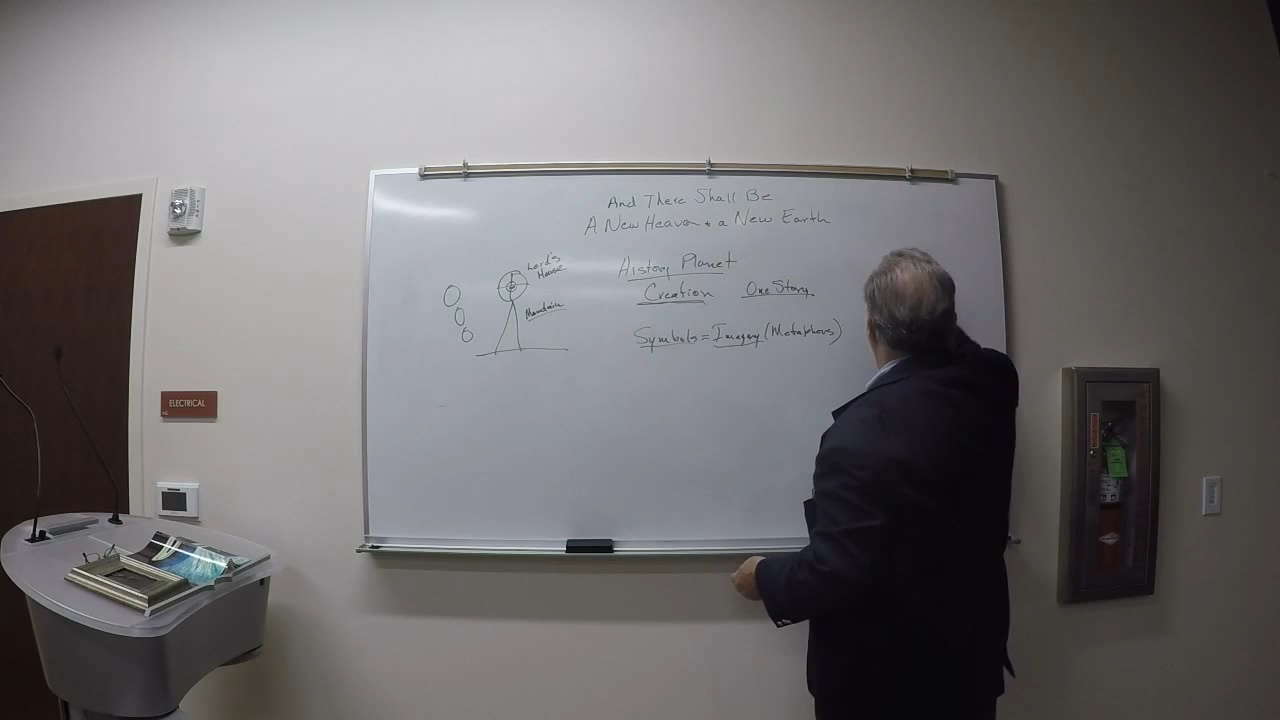 And There Shall Be
A New Heaven & a New Earth
Lord's
House
Mountain
History Planet
Creation One Story
Symbols = Imagery (Metaphors)
ELECTRICAL